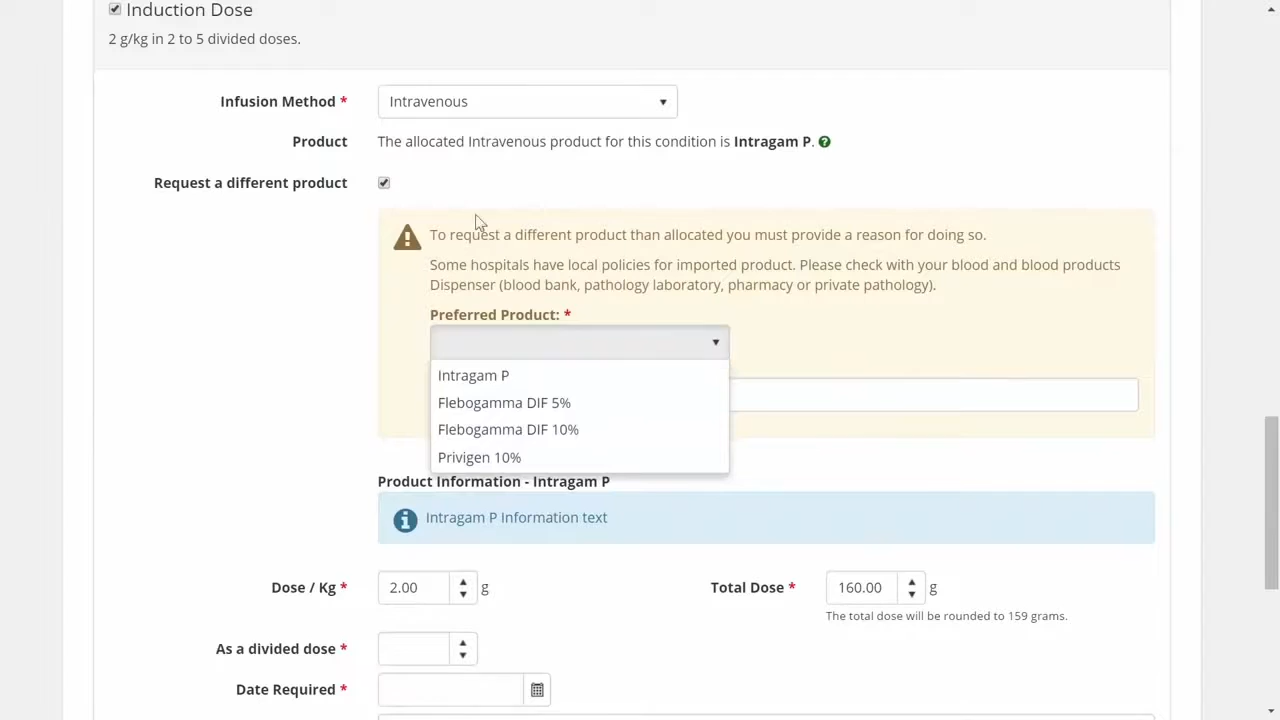 Induction Dose
2 g/kg in 2 to 5 divided doses.
Infusion Method *
Intravenous
Product
The allocated Intravenous product for this condition is Intragam P.
Request a different product
To request a different product than allocated you must provide a reason for doing so.
Some hospitals have local policies for imported product. Please check with your blood and blood products
Dispenser (blood bank, pathology laboratory, pharmacy or private pathology).
Preferred Product: *
Intragam P
Flebogamma DIF 5%
Flebogamma DIF 10%
Privigen 10%
Product Information - Intragam P
Intragam P Information text
Dose / Kg * 2.00 g
Total Dose * 160.00 g
The total dose will be rounded to 159 grams.
As a divided dose *
Date Required *